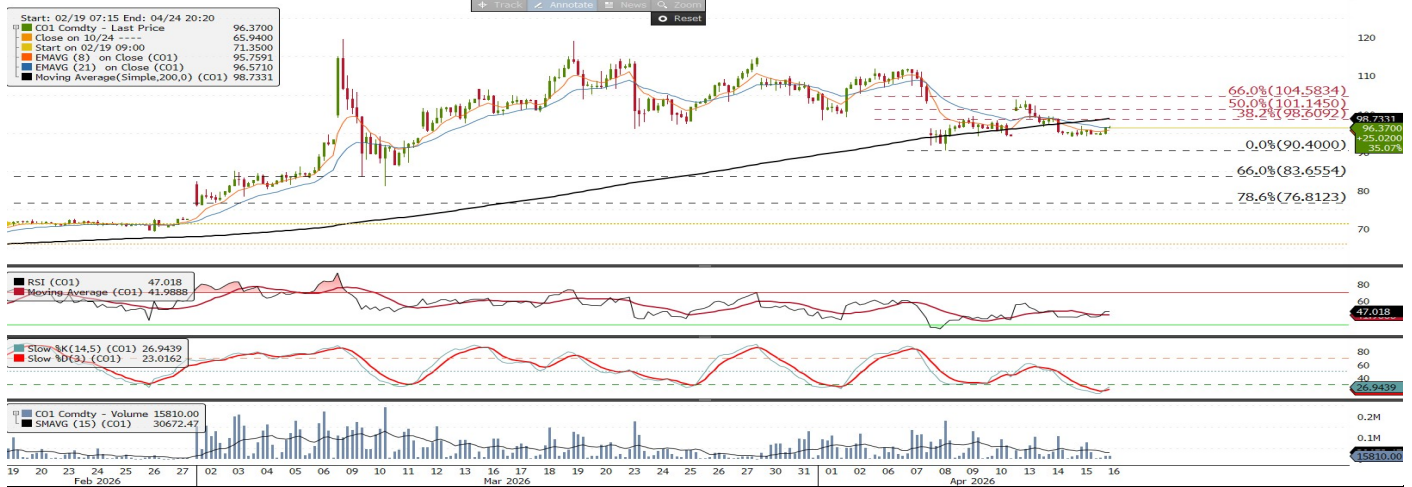 Track Annotate News Zoom
Reset
Start: 02/19 07:15 End: 04/24 20:20
CO1 Comdty - Last Price 96.3700
Close on 10/24 ---- 65.9400
Start on 02/19 09:00 71.3500
EMAVG (8) on Close (CO1) 95.7591
EMAVG (21) on Close (CO1) 96.5710
Moving Average(Simple,200,0) (CO1) 98.7331
120
110
66.0%(104.5834)
50.0%(101.1450)
38.2%(98.6092)
98.7331
96.3700
+25.0200
35.07%
0.0%(90.4000)
66.0%(83.6554)
80
78.6%(76.8123)
70
RSI (CO1) 47.018
Moving Average (CO1) 41.9888
80
60
47.018
Slow %K(14,5) (CO1) 26.9439
Slow %D(3) (CO1) 23.0162
80
60
40
26.9439
CO1 Comdty - Volume 15810.00
SMAVG (15) (CO1) 30672.47
0.2M
0.1M
15810.00
19 20 23 24 25 26 27 02 03 04 05 06 09 10 11 12 13 16 17 18 19 20 23 24 25 26 27 30 31 01 02 06 07 08 09 10 13 14 15 16
Feb 2026 Mar 2026 Apr 2026